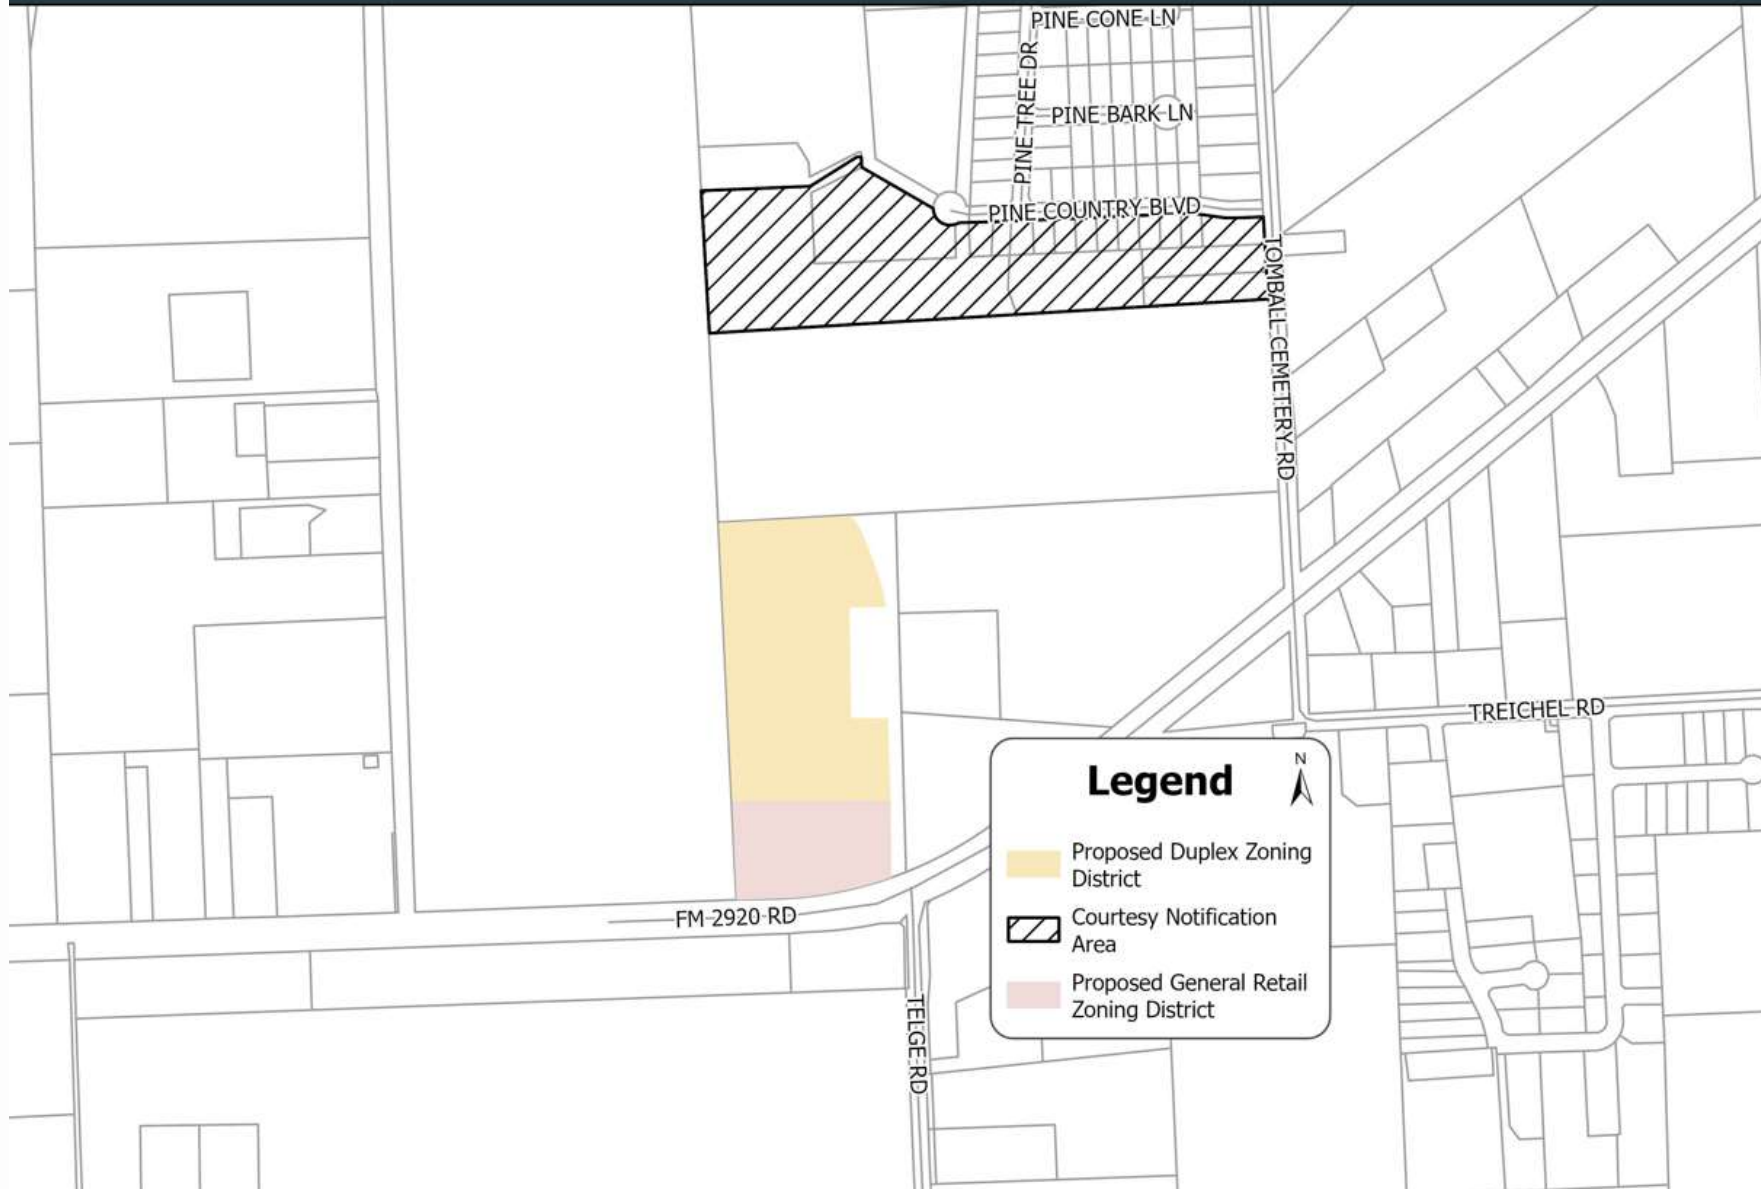 PINE CONE LN
PINE TREE DR
PINE BARK LN
PINE COUNTRY BLVD
TOMBALL CEMETERY RD
TREICHEL RD
FM 2920 RD
TELGE RD
Legend
N
Proposed Duplex Zoning
District
Courtesy Notification
Area
Proposed General Retail
Zoning District